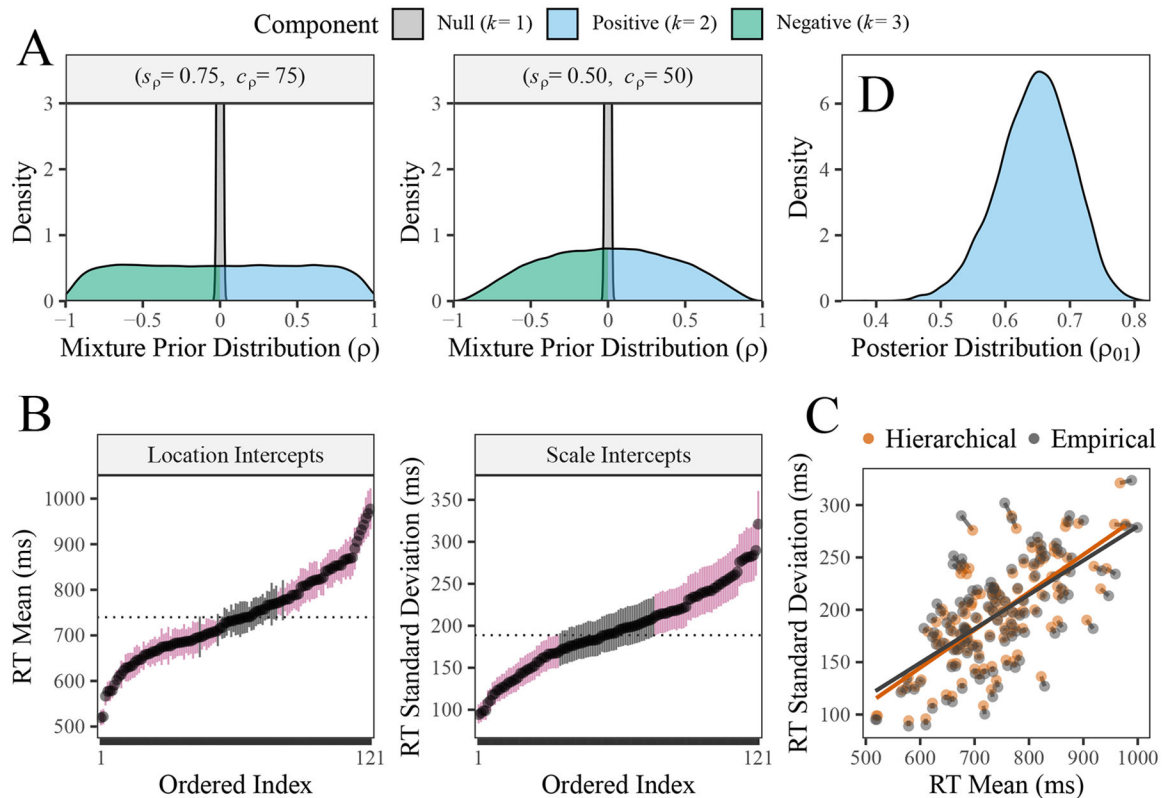 Component Null (k = 1) Positive (k = 2) Negative (k = 3)
A
(sρ = 0.75, cρ = 75)
3
2
1
0
Density
−1 −0.5 0 0.5 1
Mixture Prior Distribution (ρ)
(sρ = 0.50, cρ = 50)
3
2
1
0
Density
−1 −0.5 0 0.5 1
Mixture Prior Distribution (ρ)
D
6
4
2
0
Density
0.4 0.5 0.6 0.7 0.8
Posterior Distribution (ρ01)
B
Location Intercepts
1000
900
800
700
600
500
RT Mean (ms)
1 121
Ordered Index
Scale Intercepts
350
300
250
200
150
100
RT Standard Deviation (ms)
1 121
Ordered Index
C
Hierarchical Empirical
300
250
200
150
100
RT Standard Deviation (ms)
500 600 700 800 900 1000
RT Mean (ms)